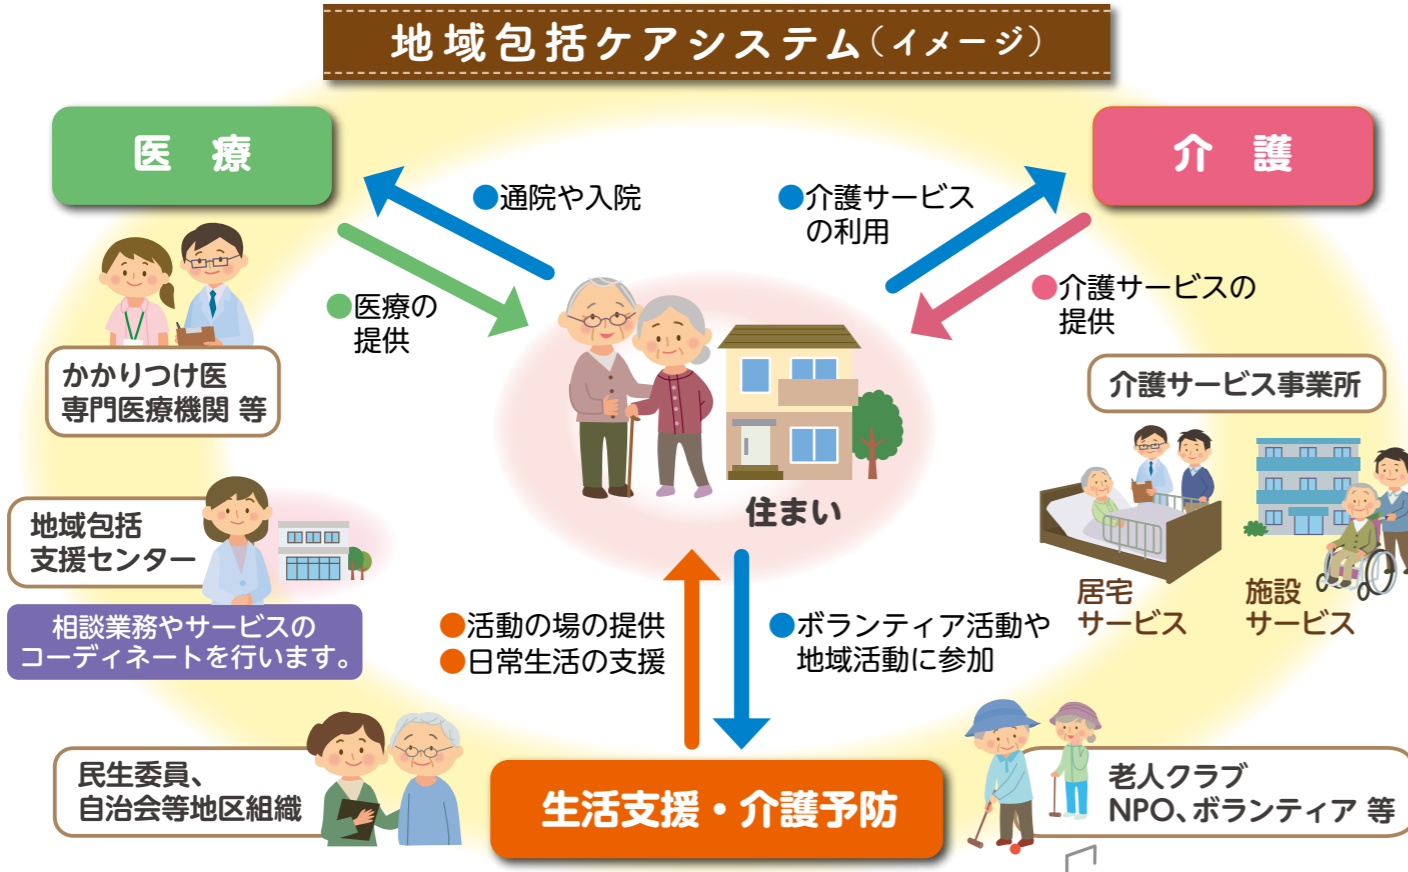 地域包括ケアシステム（イメージ）
医　療
介　護
●通院や入院
●介護サービス
の利用
●医療の
提供
●介護サービスの
提供
かかりつけ医
専門医療機関 等
介護サービス事業所
住まい
地域包括
支援センター
相談業務やサービスの
コーディネートを行います。
居宅
サービス
施設
サービス
●活動の場の提供
●日常生活の支援
●ボランティア活動や
地域活動に参加
民生委員、
自治会等地区組織
生活支援・介護予防
老人クラブ
NPO、ボランティア 等